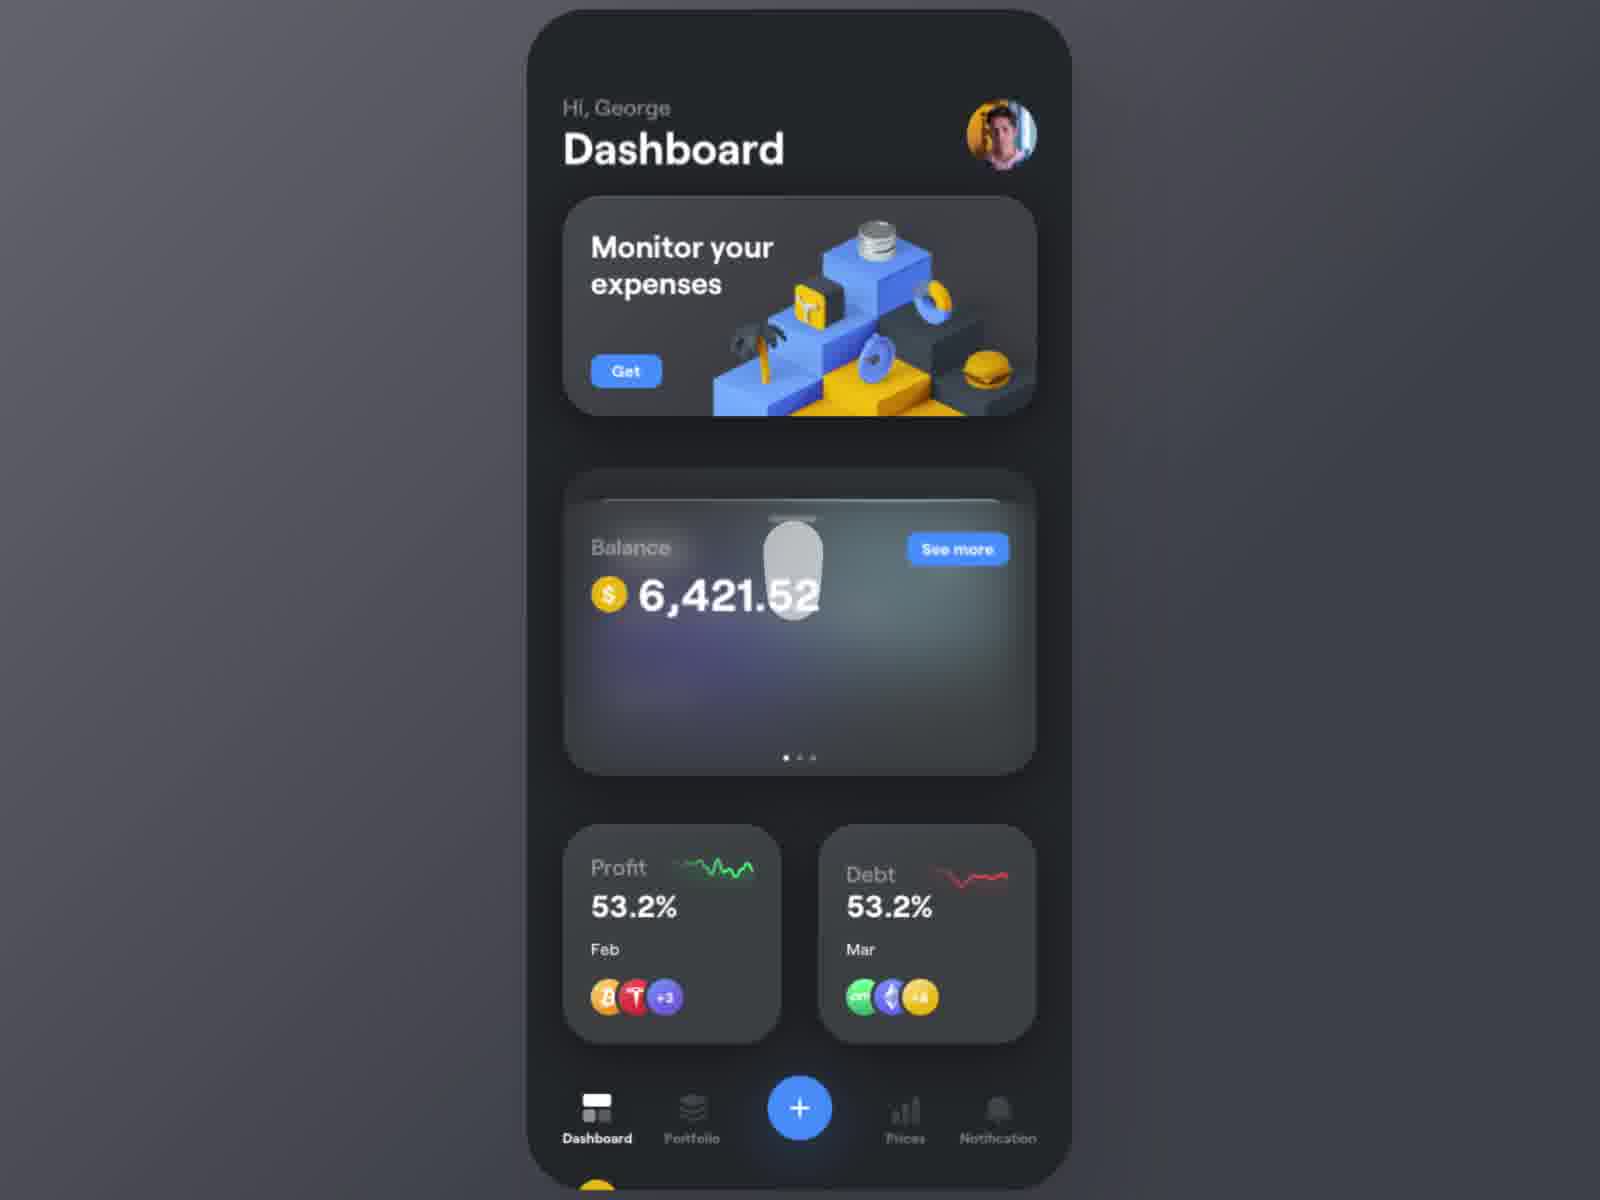 Hi, George
Dashboard
Monitor your
expenses
Get
Balance
See more
$ 6,421.52
Profit
53.2%
Feb
+3
Debt
53.2%
Mar
Dashboard
Portfolio
+
Prices
Notification